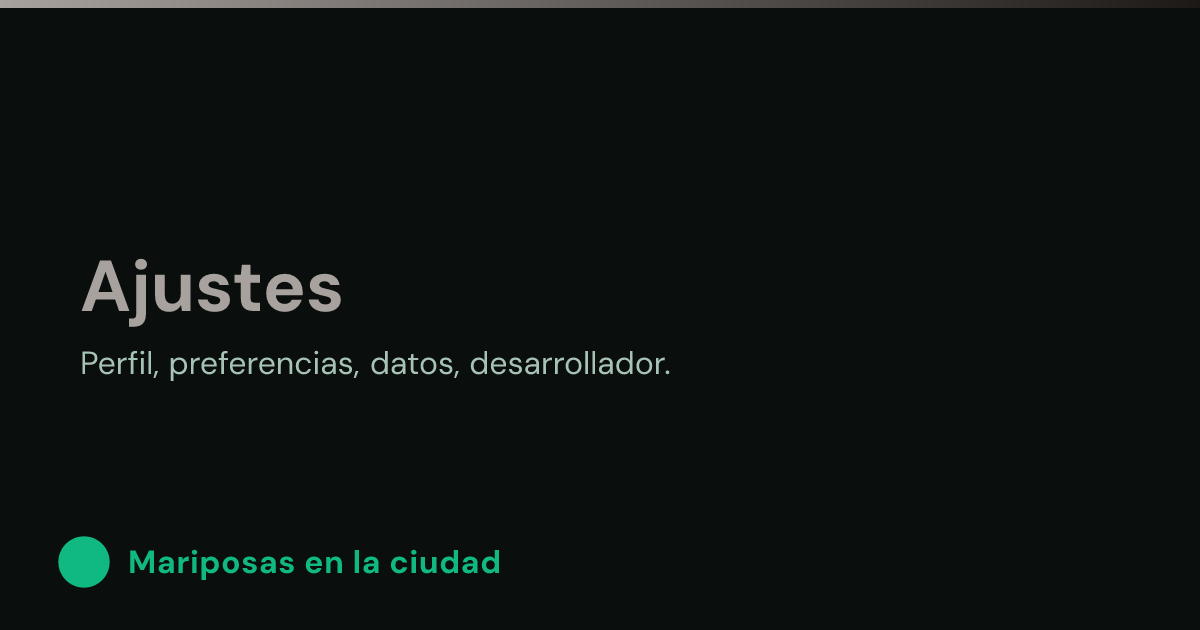 Ajustes
Perfil, preferencias, datos, desarrollador.
Mariposas en la ciudad